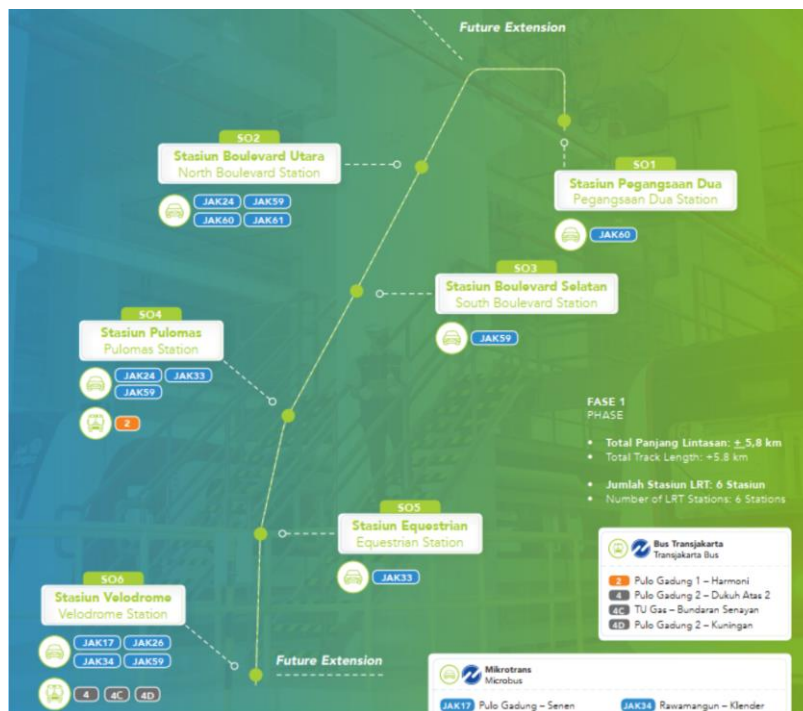 Future Extension
SO2
Stasiun Boulevard Utara
North Boulevard Station
JAK24 JAK59
JAK60 JAK61
SO1
Stasiun Pegangsaan Dua
Pegangsaan Dua Station
JAK60
SO3
Stasiun Boulevard Selatan
South Boulevard Station
JAK59
SO4
Stasiun Pulomas
Pulomas Station
JAK24 JAK33
JAK59
2
FASE 1
PHASE
• Total Panjang Lintasan: ± 5,8 km
• Total Track Length: +5.8 km
• Jumlah Stasiun LRT: 6 Stasiun
• Number of LRT Stations: 6 Stations
SO5
Stasiun Equestrian
Equestrian Station
JAK33
SO6
Stasiun Velodrome
Velodrome Station
JAK17 JAK26
JAK34 JAK59
4 4C 4D
Future Extension
Bus Transjakarta
Transjakarta Bus
2 Pulo Gadung 1 – Harmoni
4 Pulo Gadung 2 – Dukuh Atas 2
4C TU Gas – Bundaran Senayan
4D Pulo Gadung 2 – Kuningan
Mikrotrans
Microbus
JAK17 Pulo Gadung – Senen
JAK34 Rawamangun – Klender